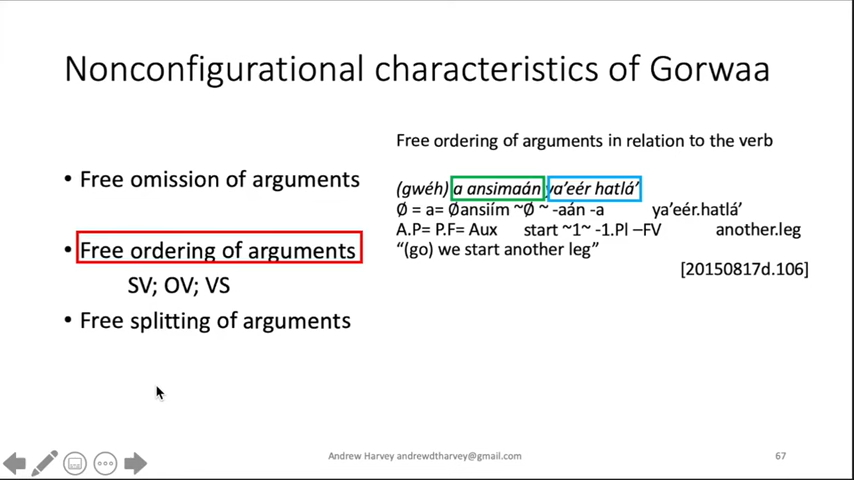 Nonconfigurational characteristics of Gorwaa
• Free omission of arguments
• Free ordering of arguments
SV; OV; VS
• Free splitting of arguments
Free ordering of arguments in relation to the verb
(gwéh) a ansimaán ya’eér hatlá’
Ø = a= Øansiím ~Ø ~ -aán -a ya’eér.hatlá’
A.P= P.F= Aux start ~1~ -1.Pl –FV another.leg
“(go) we start another leg”
[20150817d.106]
Andrew Harvey andrewdtharvey@gmail.com
67